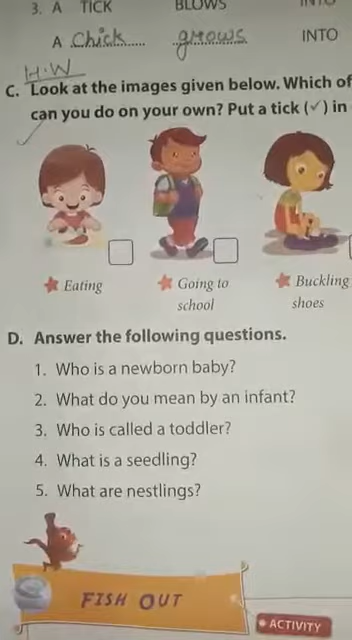 3. A TICK BLOWS INTO
A Chick grows INTO
H.W
C. Look at the images given below. Which of
can you do on your own? Put a tick (✓) in
Eating
Going to school
Buckling shoes
D. Answer the following questions.
1. Who is a newborn baby?
2. What do you mean by an infant?
3. Who is called a toddler?
4. What is a seedling?
5. What are nestlings?
FISH OUT
ACTIVITY